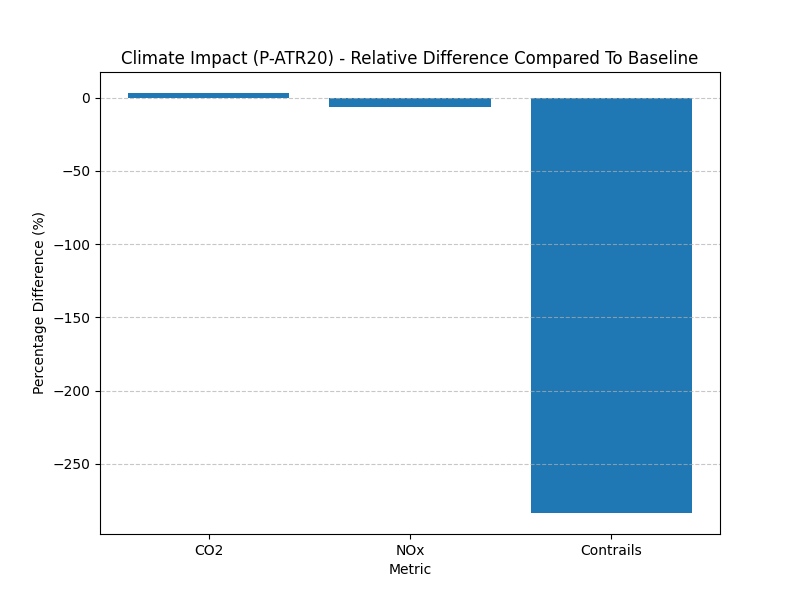 Climate Impact (P-ATR20) - Relative Difference Compared To Baseline
Percentage Difference (%)
0
−50
−100
−150
−200
−250
CO2
NOx
Contrails
Metric